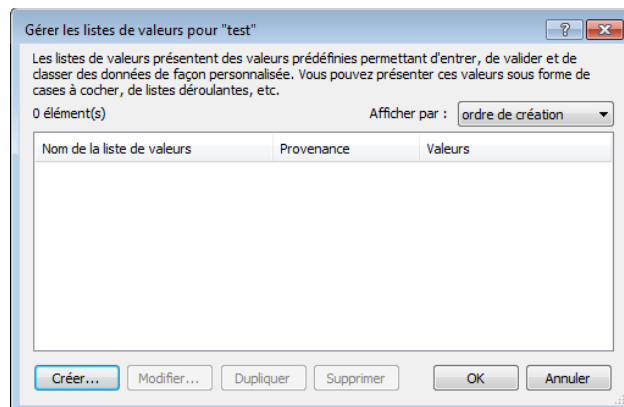 Gérer les listes de valeurs pour "test"
Les listes de valeurs présentent des valeurs prédéfinies permettant d'entrer, de valider et de
classer des données de façon personnalisée. Vous pouvez présenter ces valeurs sous forme de
cases à cocher, de listes déroulantes, etc.
0 élément(s) Afficher par : ordre de création
Nom de la liste de valeurs Provenance Valeurs
Créer... Modifier... Dupliquer Supprimer OK Annuler